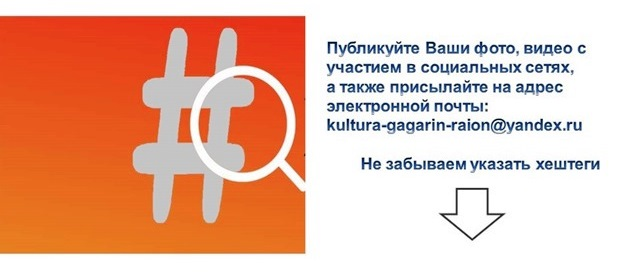 #
Публикуйте Ваши фото, видео с
участием в социальных сетях,
а также присылайте на адрес
электронной почты:
kultura-gagarin-raion@yandex.ru
Не забываем указать хештеги